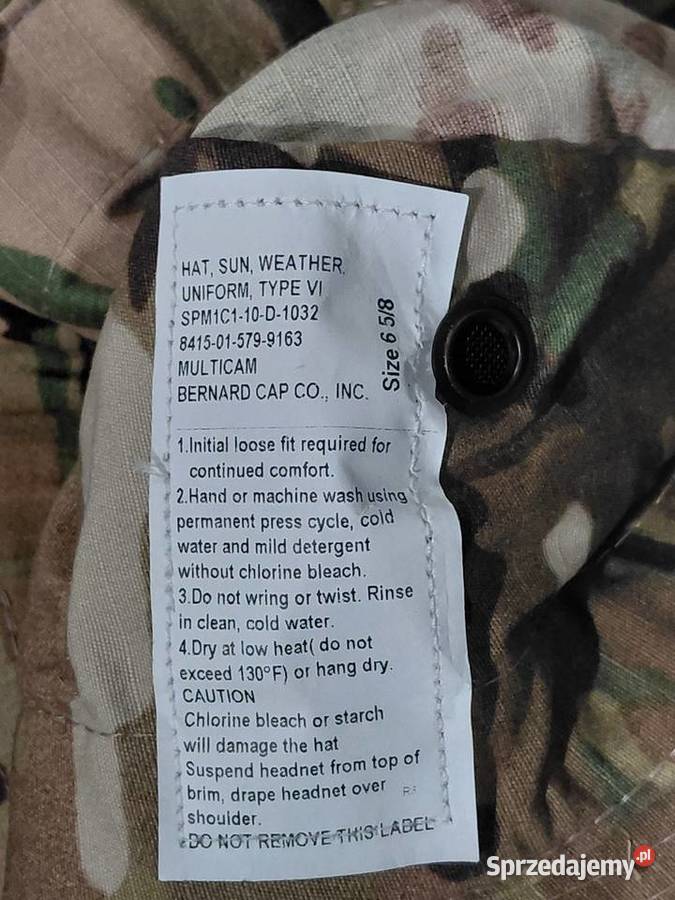 HAT, SUN, WEATHER,
UNIFORM, TYPE VI
SPM1C1-10-D-1032
8415-01-579-9163
MULTICAM
BERNARD CAP CO., INC.
Size 6 5/8
1.Initial loose fit required for
continued comfort.
2.Hand or machine wash using
permanent press cycle, cold
water and mild detergent
without chlorine bleach.
3.Do not wring or twist. Rinse
in clean, cold water.
4.Dry at low heat( do not
exceed 130°F) or hang dry.
CAUTION
Chlorine bleach or starch
will damage the hat
Suspend headnet from top of
brim, drape headnet over
shoulder.
DO NOT REMOVE THIS LABEL
Sprzedajemy.pl